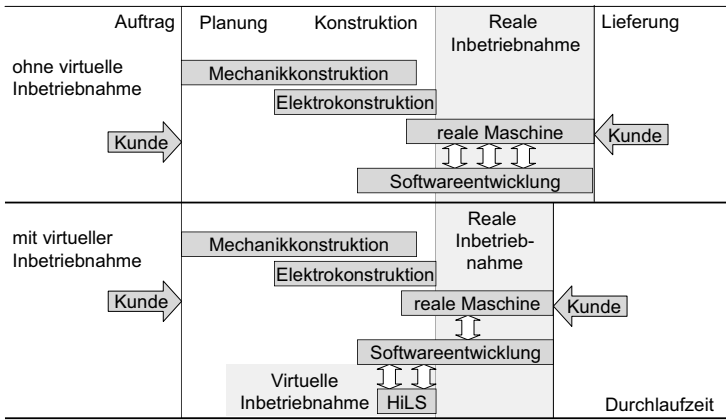 Auftrag Planung Konstruktion Reale Lieferung
Inbetriebnahme
ohne virtuelle
Inbetriebnahme
Mechanikkonstruktion
Elektrokonstruktion
Kunde
reale Maschine
Kunde
Softwareentwicklung
mit virtueller
Inbetriebnahme
Reale
Inbetrieb-
nahme
Mechanikkonstruktion
Elektrokonstruktion
Kunde
reale Maschine
Kunde
Softwareentwicklung
Virtuelle
Inbetriebnahme
HiLS
Durchlaufzeit